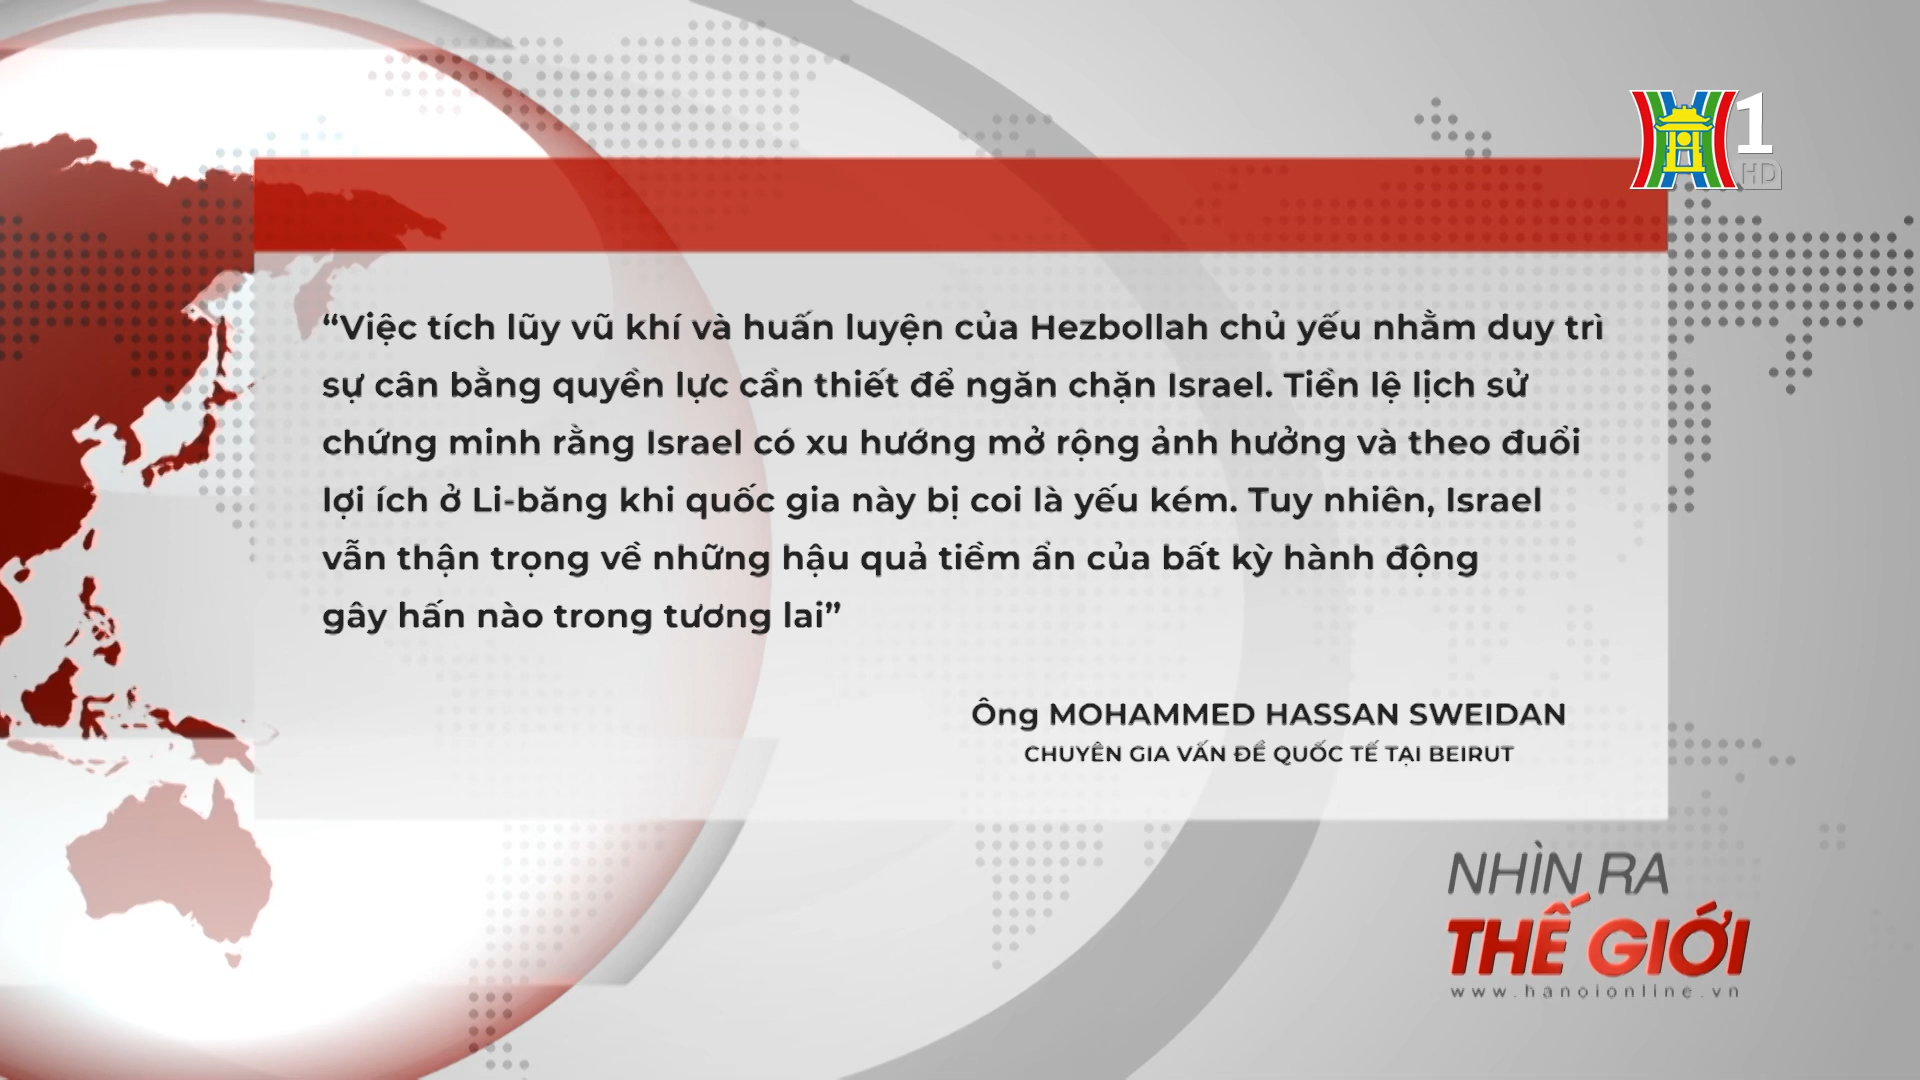 1
HD
“Việc tích lũy vũ khí và huấn luyện của Hezbollah chủ yếu nhằm duy trì
sự cân bằng quyền lực cần thiết để ngăn chặn Israel. Tiền lệ lịch sử
chứng minh rằng Israel có xu hướng mở rộng ảnh hưởng và theo đuổi
lợi ích ở Li-băng khi quốc gia này bị coi là yếu kém. Tuy nhiên, Israel
vẫn thận trọng về những hậu quả tiềm ẩn của bất kỳ hành động
gây hấn nào trong tương lai”
Ông MOHAMMED HASSAN SWEIDAN
CHUYÊN GIA VẤN ĐỀ QUỐC TẾ TẠI BEIRUT
NHÌN RA
THẾ GIỚI
www.hanoionline.vn